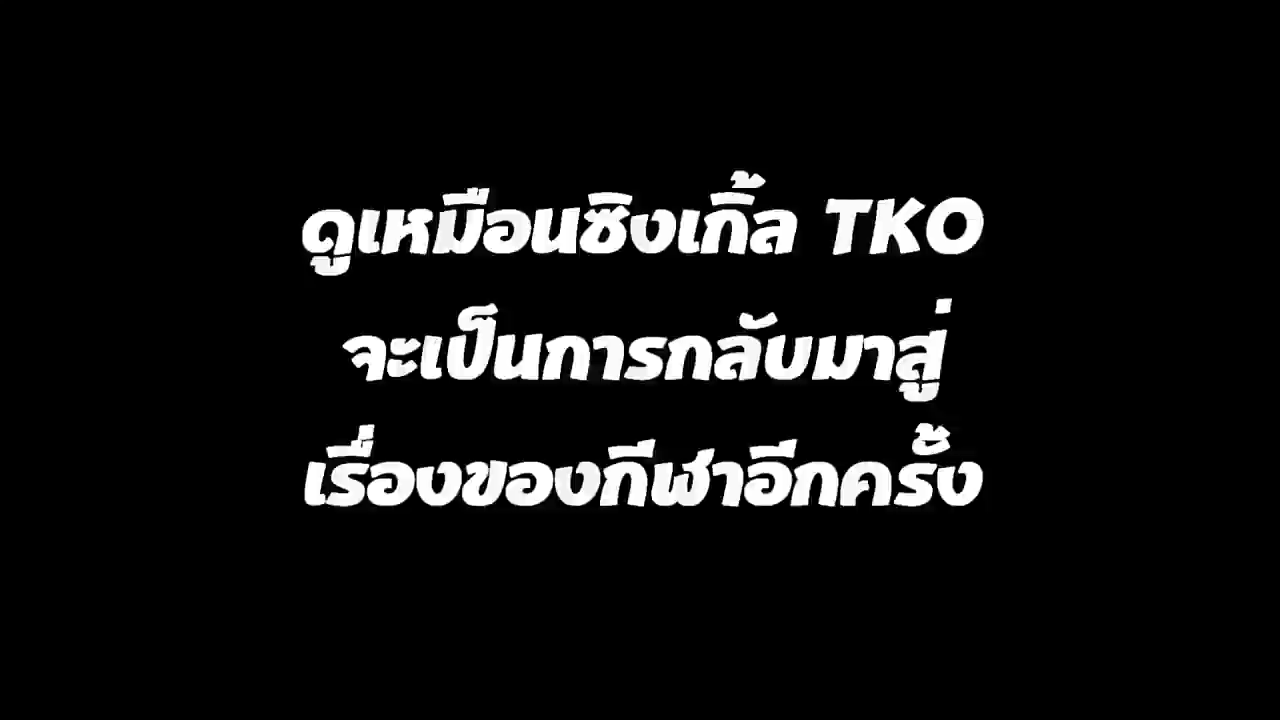 ดูเหมือนซิงเกิ้ล TKO
จะเป็นการกลับมาสู่
เรื่องของกีฬาอีกครั้ง